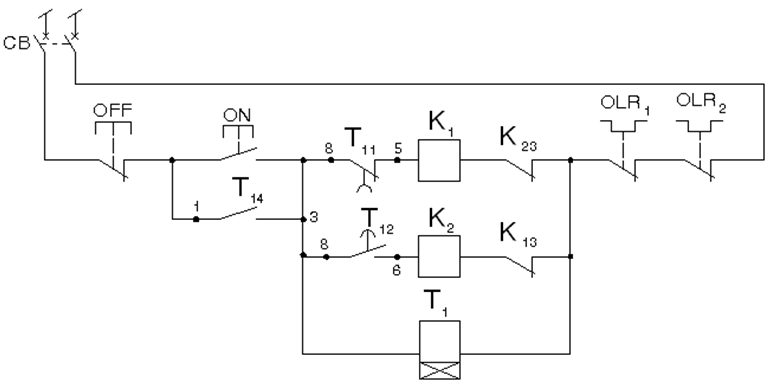 CB
OFF
ON
OLR1
OLR2
T11
K1
K23
8
5
T14
1
3
T12
K2
K13
8
6
T1